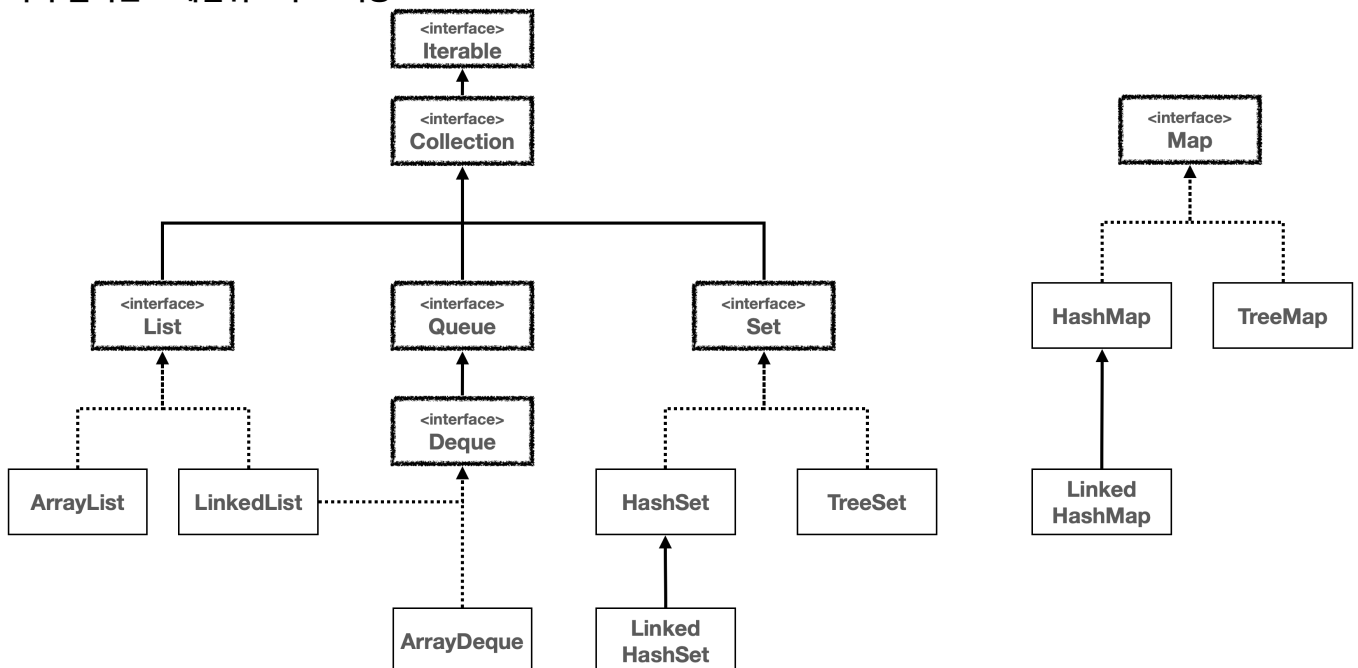 <interface>
Iterable
<interface>
Collection
<interface>
Map
<interface>
List
<interface>
Queue
<interface>
Set
HashMap
TreeMap
<interface>
Deque
ArrayList
LinkedList
HashSet
TreeSet
Linked
HashMap
ArrayDeque
Linked
HashSet